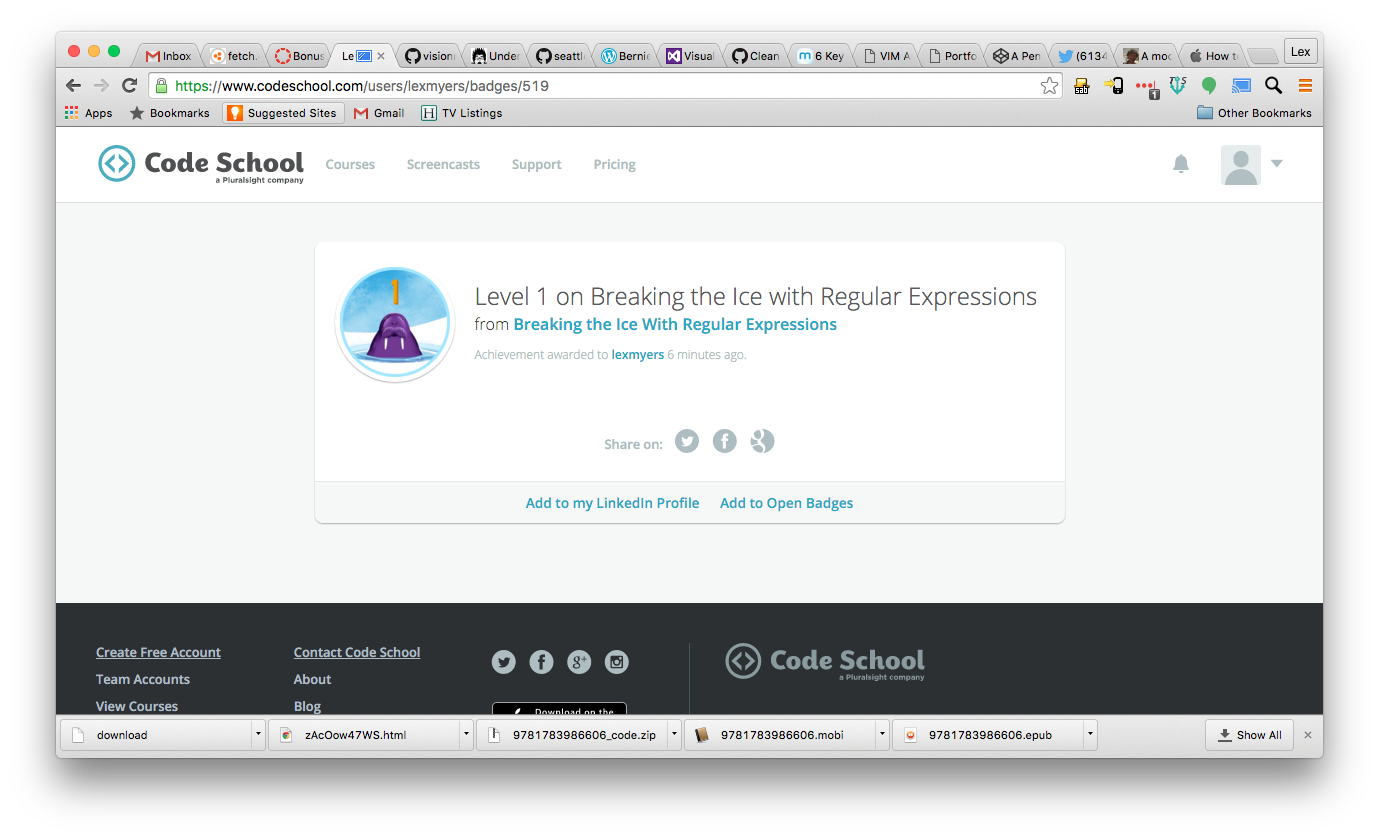 Inbox fetch. Bonus Le vision Under seattl Bernie Visual Clean 6 Key VIM A Portfo A Pen (6134 A moc How to Lex
https://www.codeschool.com/users/lexmyers/badges/519
Apps Bookmarks Suggested Sites Gmail TV Listings Other Bookmarks
Code School
a Pluralsight company
Courses Screencasts Support Pricing
1
Level 1 on Breaking the Ice with Regular Expressions
from Breaking the Ice With Regular Expressions
Achievement awarded to lexmyers 6 minutes ago.
Share on:
Add to my LinkedIn Profile Add to Open Badges
Create Free Account Contact Code School
Team Accounts About
View Courses Blog
Download on the
Code School
a Pluralsight company
download zAcOow47WS.html 9781783986606_code.zip 9781783986606.mobi 9781783986606.epub Show All